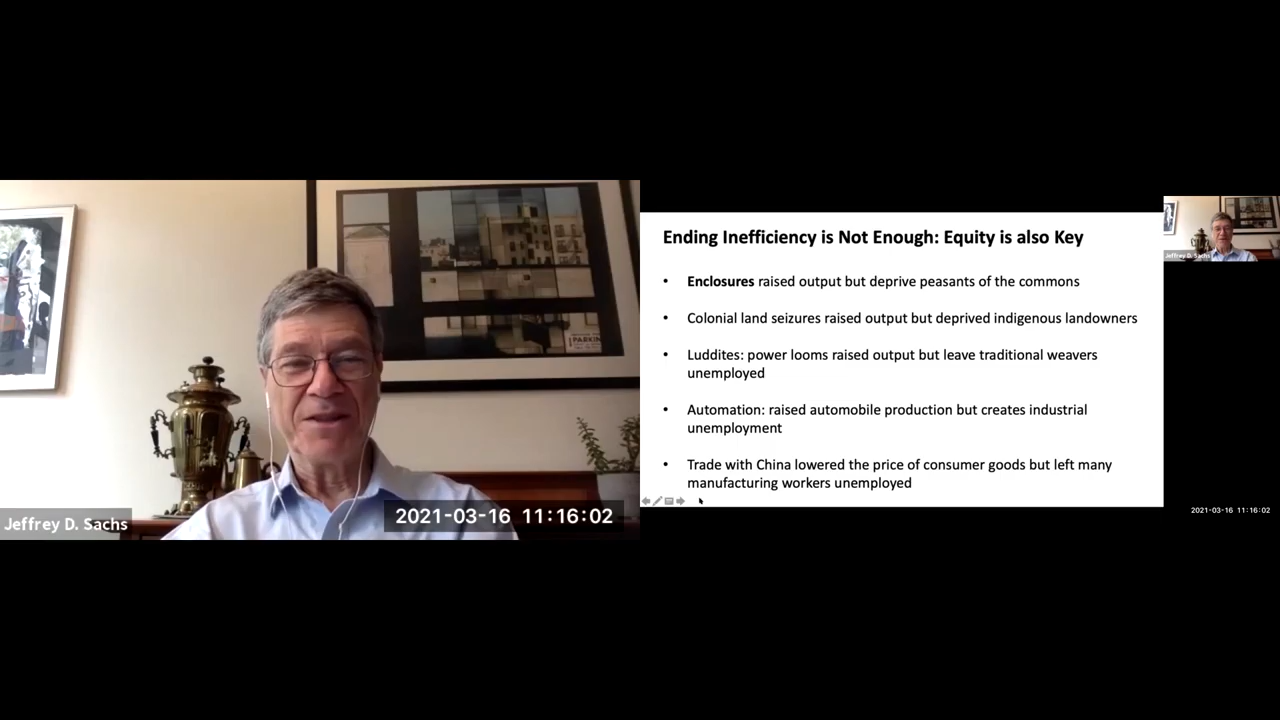 PARKIN
Jeffrey D. Sachs
2021-03-16 11:16:02
Ending Inefficiency is Not Enough: Equity is also Key
• Enclosures raised output but deprive peasants of the commons
• Colonial land seizures raised output but deprived indigenous landowners
• Luddites: power looms raised output but leave traditional weavers
unemployed
• Automation: raised automobile production but creates industrial
unemployment
• Trade with China lowered the price of consumer goods but left many
manufacturing workers unemployed
Jeffrey D. Sachs
2021-03-16 11:16:02